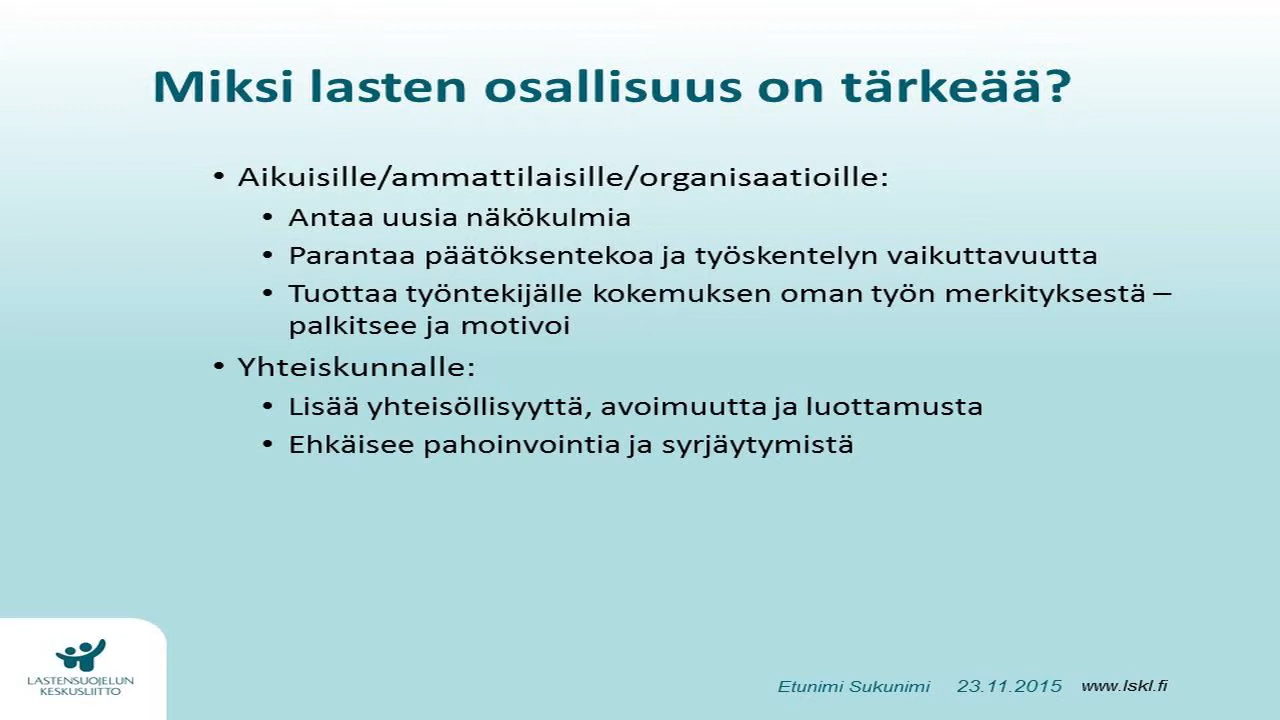 Miksi lasten osallisuus on tärkeää?
• Aikuisille/ammattilaisille/organisaatioille:
• Antaa uusia näkökulmia
• Parantaa päätöksentekoa ja työskentelyn vaikuttavuutta
• Tuottaa työntekijälle kokemuksen oman työn merkityksestä –
palkitsee ja motivoi
• Yhteiskunnalle:
• Lisää yhteisöllisyyttä, avoimuutta ja luottamusta
• Ehkäisee pahoinvointia ja syrjäytymistä
LASTENSUOJELUN
KESKUSLIITTO
Etunimi Sukunimi 23.11.2015 www.lskl.fi